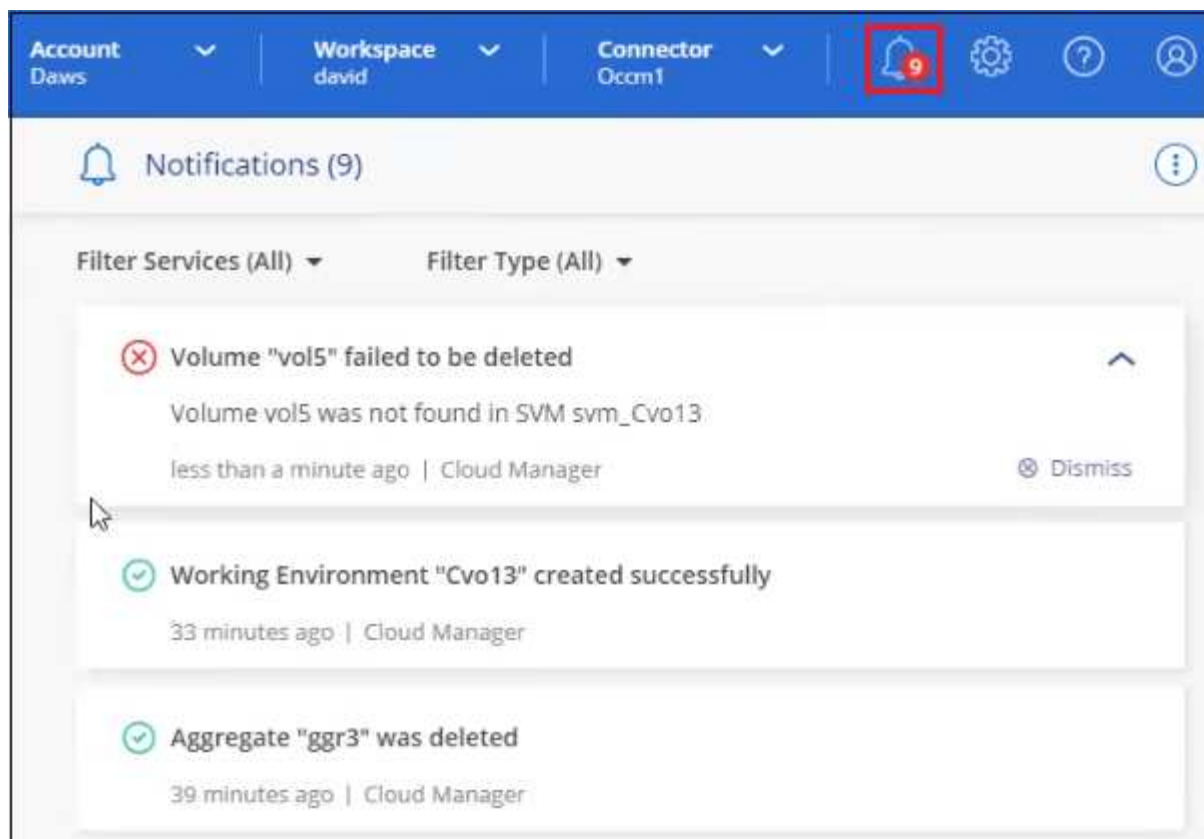 Account Workspace Connector
Daws david Occm1
9
?
Notifications (9)
Filter Services (All) Filter Type (All)
Volume "vol5" failed to be deleted
Volume vol5 was not found in SVM svm_Cvo13
less than a minute ago | Cloud Manager Dismiss
Working Environment "Cvo13" created successfully
33 minutes ago | Cloud Manager
Aggregate "ggr3" was deleted
39 minutes ago | Cloud Manager